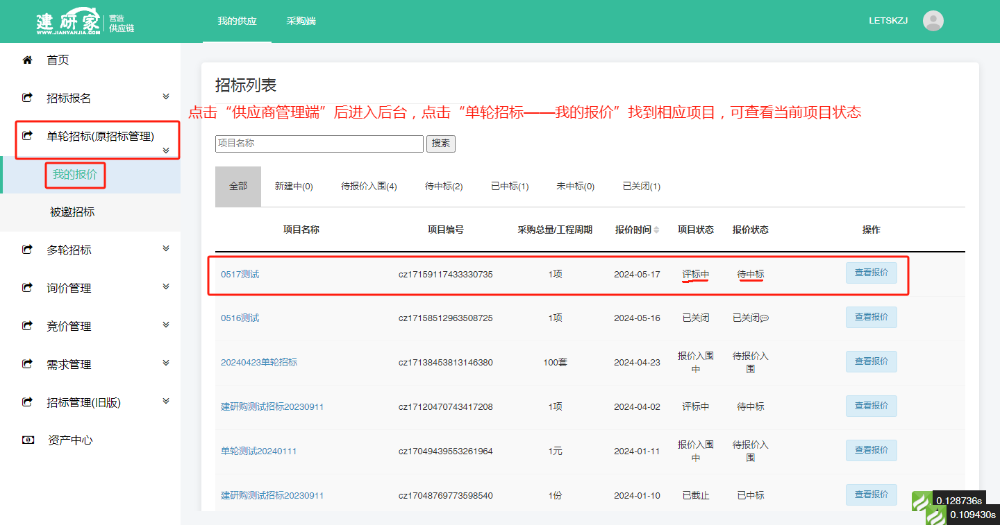 建研家
WWW.JIANYANJIA.COM
营造
供应链
我的供应
采购端
LETSKZJ
首页
招标报名
单轮招标(原招标管理)
我的报价
被邀招标
多轮招标
询价管理
竞价管理
需求管理
招标管理(旧版)
资产中心
招标列表
点击“供应商管理端”后进入后台，点击“单轮招标——我的报价”找到相应项目，可查看当前项目状态
项目名称 搜索
全部 新建中(0) 待报价入围(4) 待中标(2) 已中标(1) 未中标(0) 已关闭(1)
项目名称 项目编号 采购总量/工程周期 报价时间 项目状态 报价状态 操作
0517测试 cz17159117433330735 1项 2024-05-17 评标中 待中标 查看报价
0516测试 cz17158512963508725 1项 2024-05-16 已关闭 已关闭 查看报价
20240423单轮招标 cz17138453813146380 100套 2024-04-23 报价入围中 待报价入围 查看报价
建研购测试招标20230911 cz17120470743417208 1项 2024-04-02 评标中 待中标 查看报价
单轮测试20240111 cz17049439553261964 1元 2024-01-11 报价入围中 待报价入围 查看报价
建研购测试招标20230911 cz17048769773598540 1份 2024-01-10 已截止 已中标 查看报价
0.128736s
0.109430s